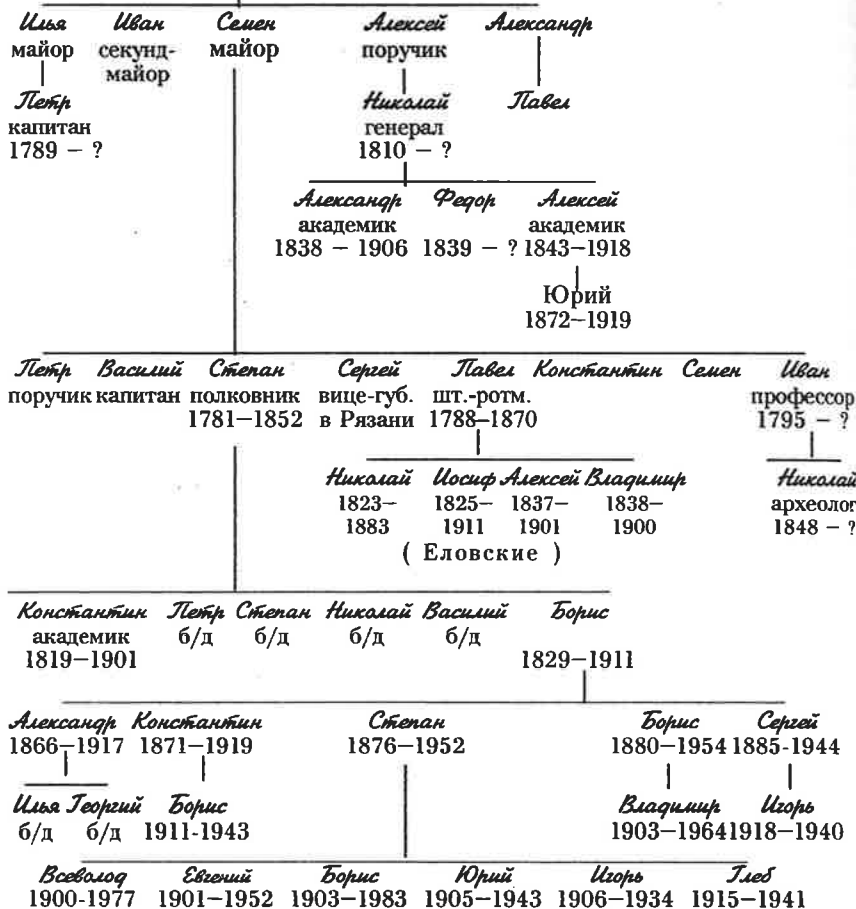 Илья Иван Семен Алексей Александр
майор секунд- майор поручик
майор
Петр Николай Павел
капитан генерал
1789 – ? 1810 – ?
Александр Федор Алексей
академик академик
1838 – 1906 1839 – ? 1843–1918
Юрий
1872–1919
Петр Василий Степан Сергей Павел Константин Семен Иван
поручик капитан полковник вице-губ. шт.-ротм. профессор
1781–1852 в Рязани 1788–1870 1795 – ?
Николай Иосиф Алексей Владимир Николай
1823– 1825– 1837– 1838– археолог
1883 1911 1901 1900 1848 – ?
( Еловские )
Константин Петр Степан Николай Василий Борис
академик б/д б/д б/д б/д
1819–1901 1829–1911
Александр Константин Степан Борис Сергей
1866–1917 1871–1919 1876–1952 1880–1954 1885-1944
Илья Георгий Борис Владимир Игорь
б/д б/д 1911-1943 1903–1964 1918–1940
Всеволод Евгений Борис Юрий Игорь Глеб
1900-1977 1901–1952 1903–1983 1905–1943 1906–1934 1915–1941